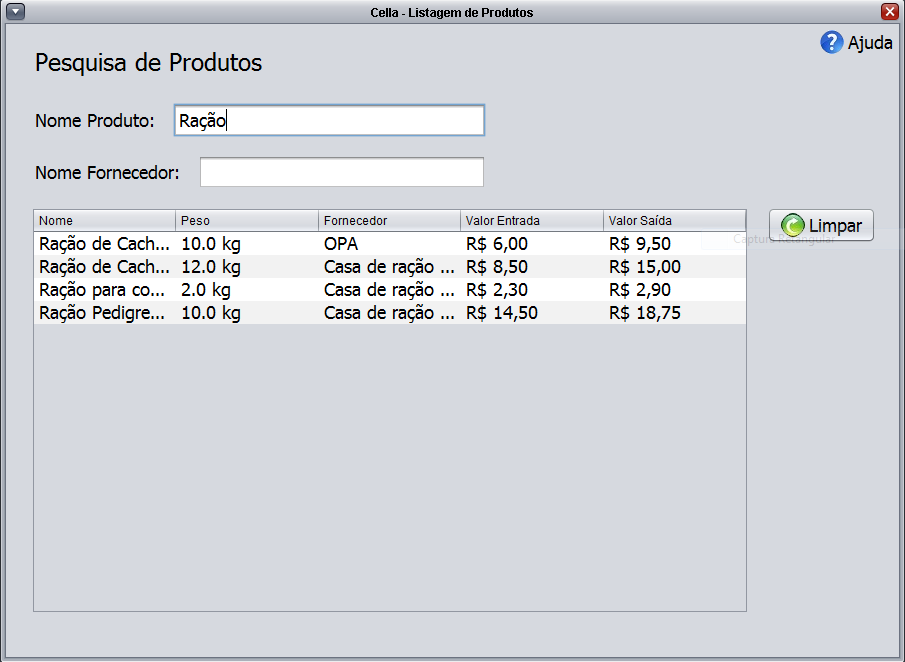 Cella - Listagem de Produtos
Ajuda
Pesquisa de Produtos
Nome Produto: Ração
Nome Fornecedor:
Nome Peso Fornecedor Valor Entrada Valor Saída
Limpar
Captura Retangular
Ração de Cach... 10.0 kg OPA R$ 6,00 R$ 9,50
Ração de Cach... 12.0 kg Casa de ração ... R$ 8,50 R$ 15,00
Ração para co... 2.0 kg Casa de ração ... R$ 2,30 R$ 2,90
Ração Pedigre... 10.0 kg Casa de ração ... R$ 14,50 R$ 18,75